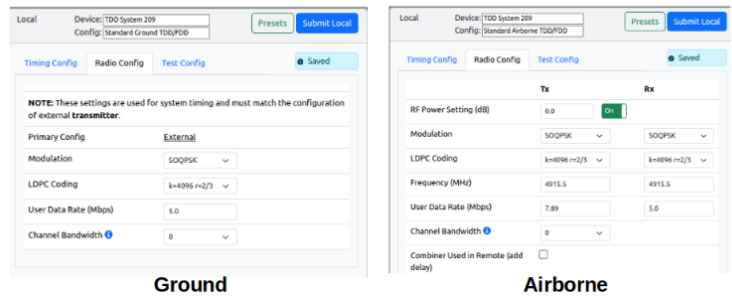 Local Device: TDD System 209 Presets Submit Local
Config: Standard Ground TDD/FDD
Timing Config Radio Config Test Config Saved
NOTE: These settings are used for system timing and must match the configuration
of external transmitter.
Primary Config External
Modulation SOQPSK
LDPC Coding k=4096 r=2/3
User Data Rate (Mbps) 5.0
Channel Bandwidth 0
Ground
Local Device: TDD System 209 Presets Submit Local
Config: Standard Airborne TDD/FDD
Timing Config Radio Config Test Config Saved
Tx Rx
RF Power Setting (dB) 0.0 On
Modulation SOQPSK SOQPSK
LDPC Coding k=4096 r=2/3 k=4096 r=2/3
Frequency (MHz) 4915.5 4915.5
User Data Rate (Mbps) 7.89 5.0
Channel Bandwidth 0
Combiner Used in Remote (add
delay)
Airborne